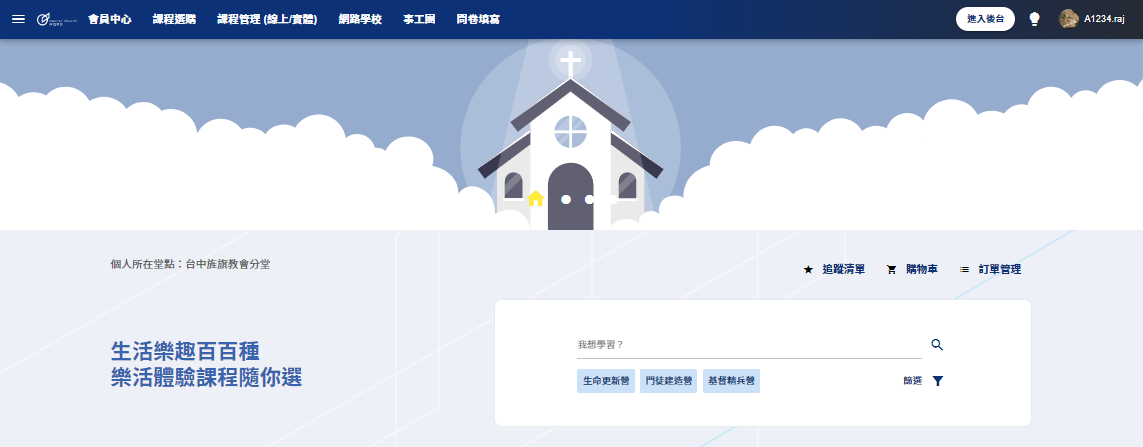 會員中心 課程選購 課程管理 (線上/實體) 網路學校 事工團 問卷填寫 進入後台 A1234.raj
個人所在堂點：台中旌旗教會分堂
追蹤清單 購物車 訂單管理
生活樂趣百百種
樂活體驗課程隨你選
我想學習？
生命更新營 門徒建造營 基督精兵營 篩選